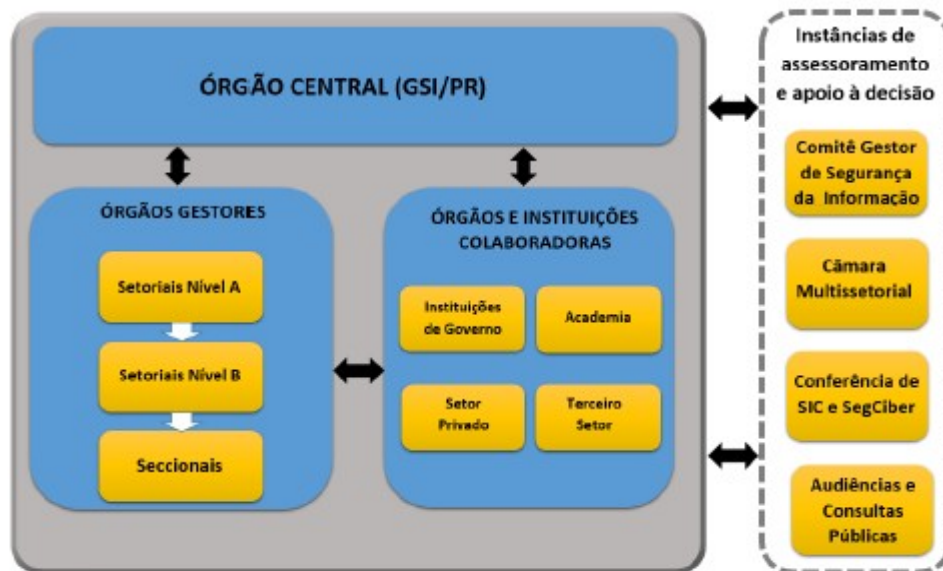 ÓRGÃO CENTRAL (GSI/PR)
ÓRGÃOS GESTORES
Setoriais Nível A
Setoriais Nível B
Seccionais
ÓRGÃOS E INSTITUIÇÕES
COLABORADORAS
Instituições
de Governo
Academia
Setor
Privado
Terceiro
Setor
Instâncias de
assessoramento
e apoio à decisão
Comitê Gestor
de Segurança
da Informação
Câmara
Multissetorial
Conferência de
SIC e SegCiber
Audiências e
Consultas
Públicas